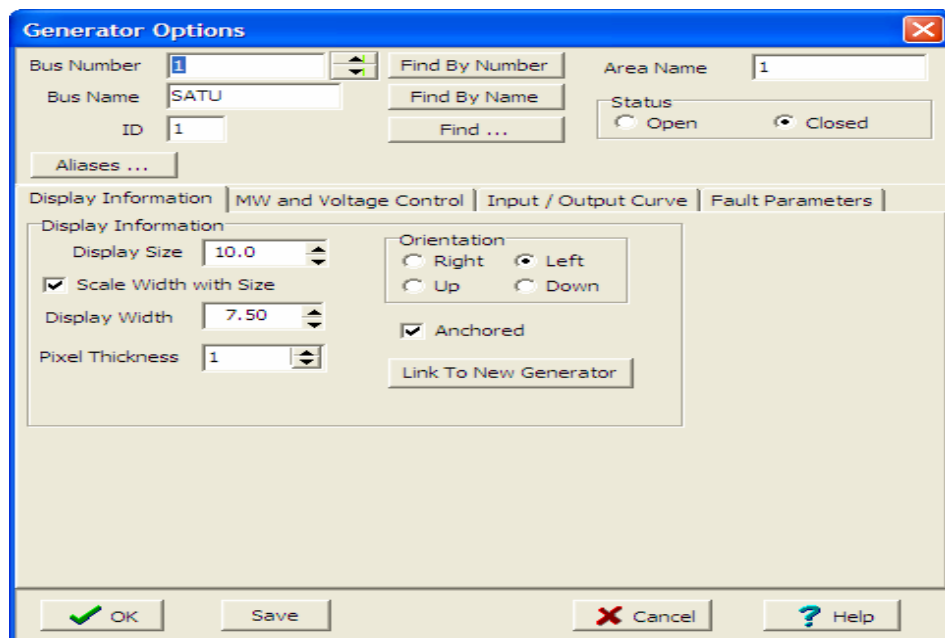 Generator Options
Bus Number 1 Find By Number Area Name 1
Bus Name SATU Find By Name Status
Open Closed
ID 1 Find ...
Aliases ...
Display Information MW and Voltage Control Input / Output Curve Fault Parameters
Display Information
Display Size 10.0 Orientation
Right Left
Scale Width with Size Up Down
Display Width 7.50 Anchored
Pixel Thickness 1 Link To New Generator
OK Save Cancel Help